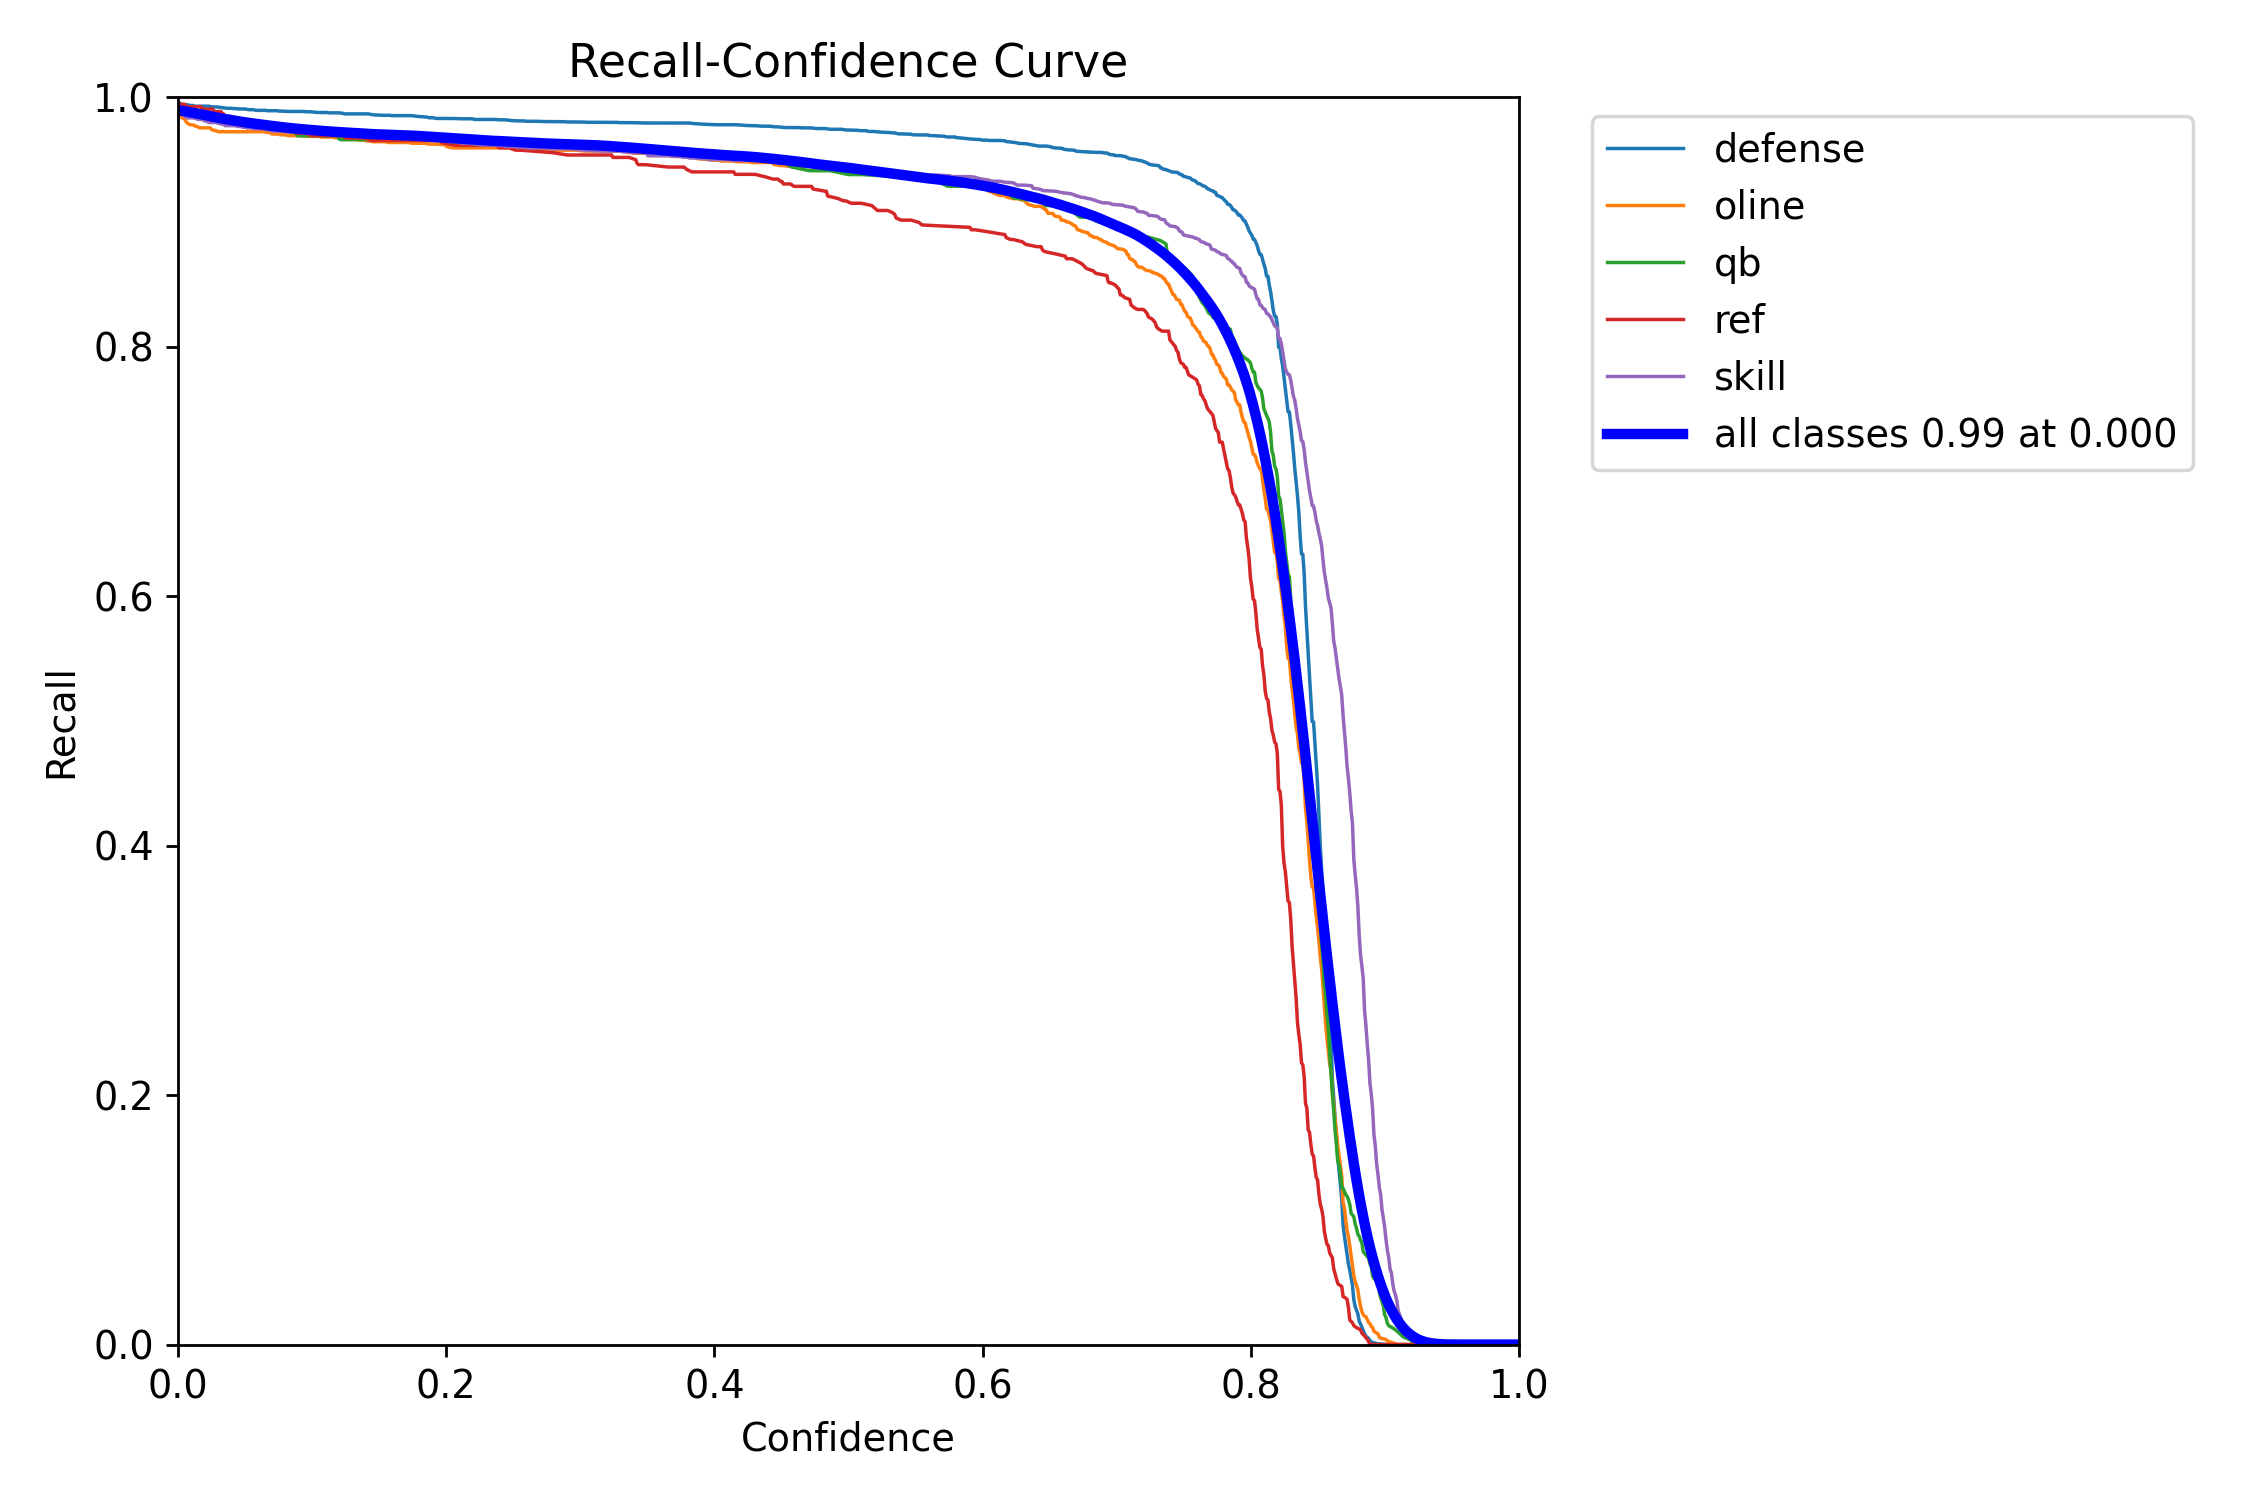 Recall-Confidence Curve
1.0
0.8
0.6
0.4
0.2
0.0
Recall
0.0 0.2 0.4 0.6 0.8 1.0
Confidence
defense
oline
qb
ref
skill
all classes 0.99 at 0.000